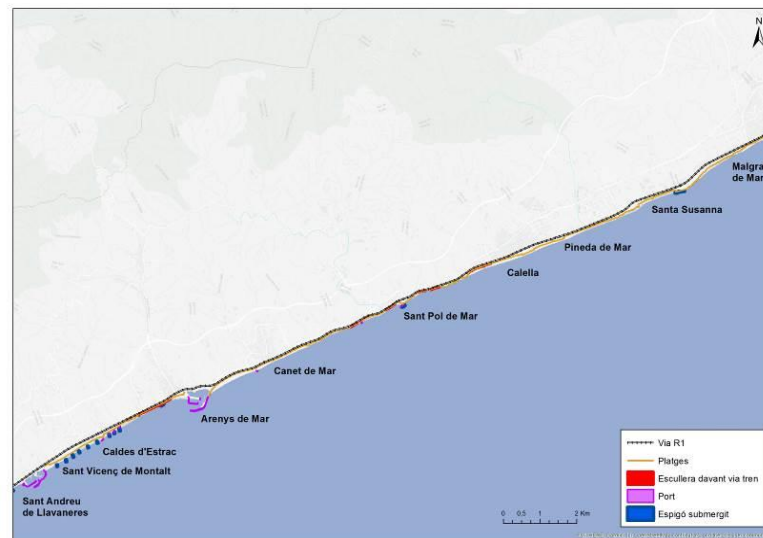 N
Malgrat
de Mar
Santa Susanna
Pineda de Mar
Calella
Sant Pol de Mar
Canet de Mar
Arenys de Mar
Caldes d'Estrac
Sant Vicenç de Montalt
Sant Andreu
de Llavaneres
0 0.5 1 2 Km
Via R1
Platges
Escullera davant via tren
Port
Espigó submergit